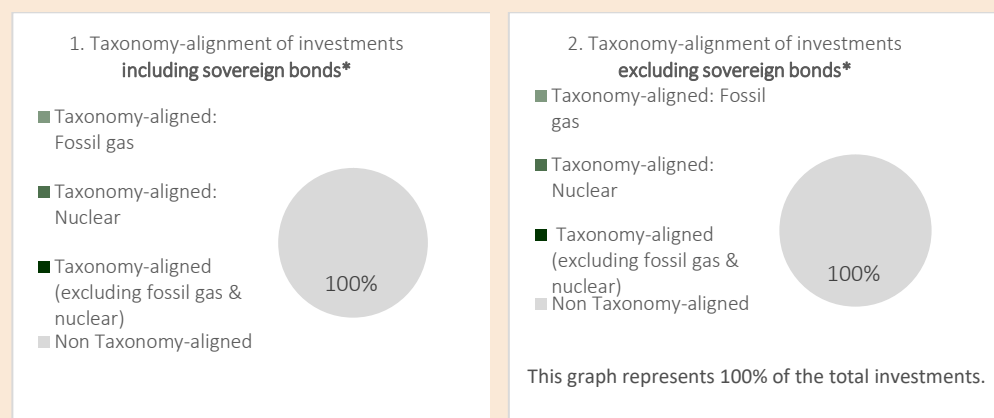 1. Taxonomy-alignment of investments
including sovereign bonds*
Taxonomy-aligned:
Fossil gas
Taxonomy-aligned:
Nuclear
Taxonomy-aligned
(excluding fossil gas &
nuclear)
Non Taxonomy-aligned
100%
2. Taxonomy-alignment of investments
excluding sovereign bonds*
Taxonomy-aligned: Fossil
gas
Taxonomy-aligned:
Nuclear
Taxonomy-aligned
(excluding fossil gas &
nuclear)
Non Taxonomy-aligned
100%
This graph represents 100% of the total investments.